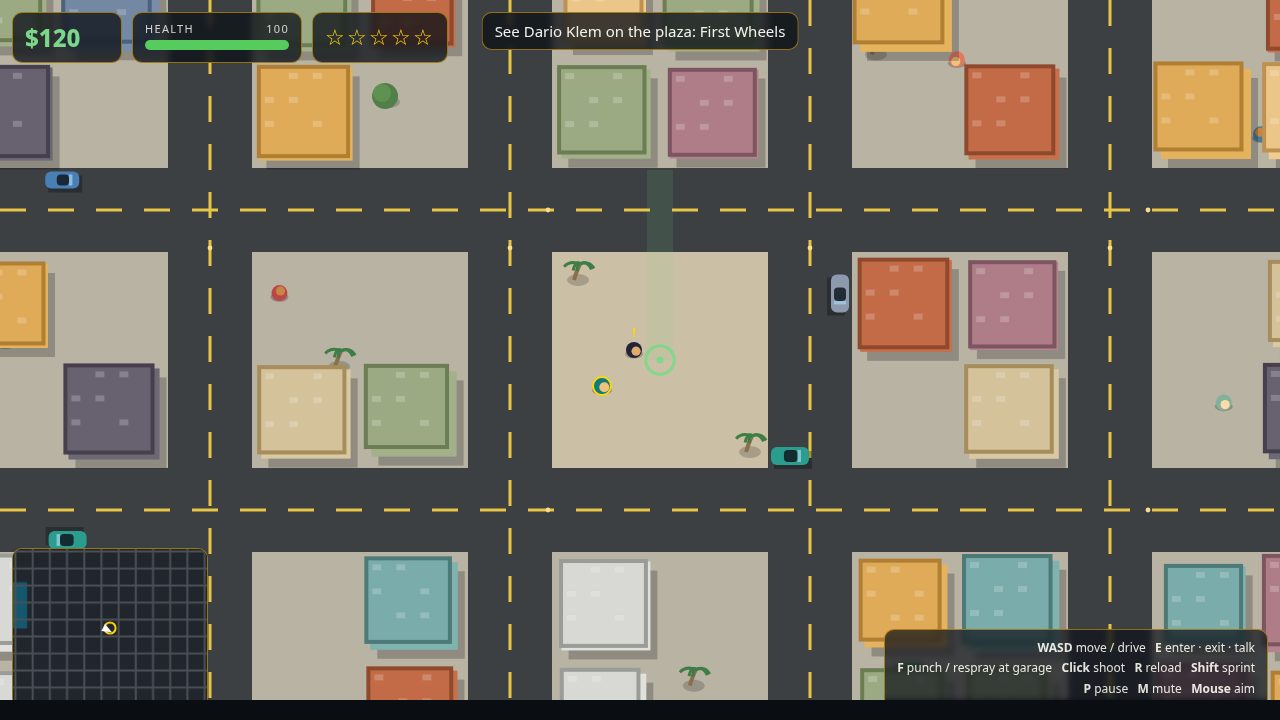 $120
HEALTH 100
☆☆☆☆☆
See Dario Klem on the plaza: First Wheels
!
WASD move / drive E enter · exit · talk
F punch / respray at garage Click shoot R reload Shift sprint
P pause M mute Mouse aim